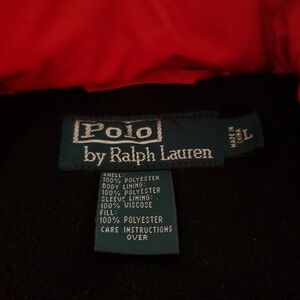 Polo
by Ralph Lauren
MADE IN
CHINA
L
SHELL:
100% POLYESTER
BODY LINING:
100% POLYESTER
SLEEVE LINING:
100% VISCOSE
FILL:
100% POLYESTER
CARE INSTRUCTIONS
OVER